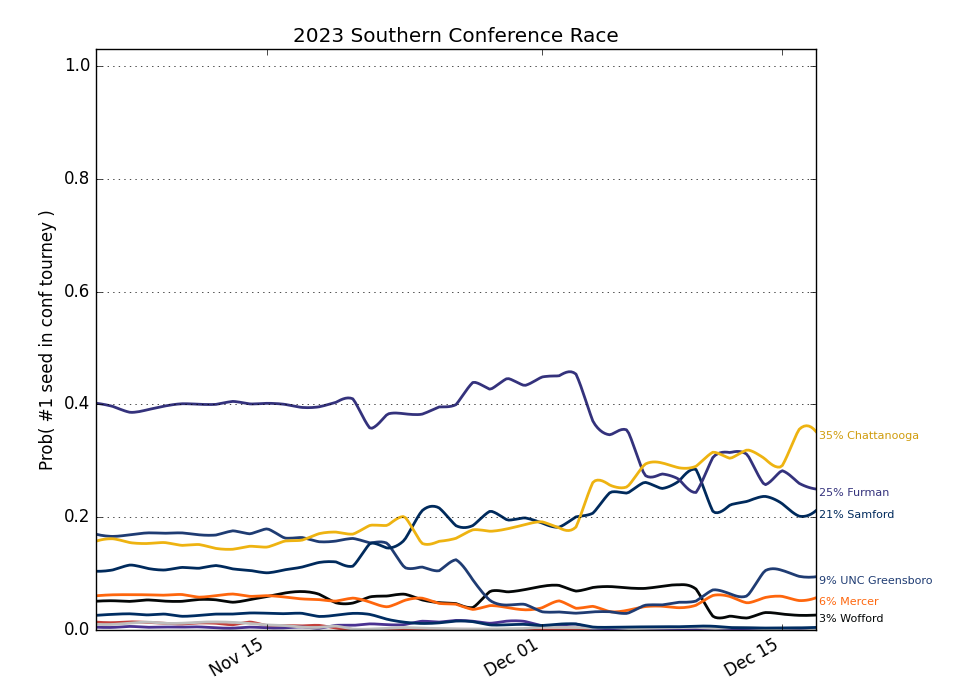 2023 Southern Conference Race
Prob( #1 seed in conf tourney )
1.0
0.8
0.6
0.4
0.2
0.0
35% Chattanooga
25% Furman
21% Samford
9% UNC Greensboro
6% Mercer
3% Wofford
Nov 15
Dec 01
Dec 15